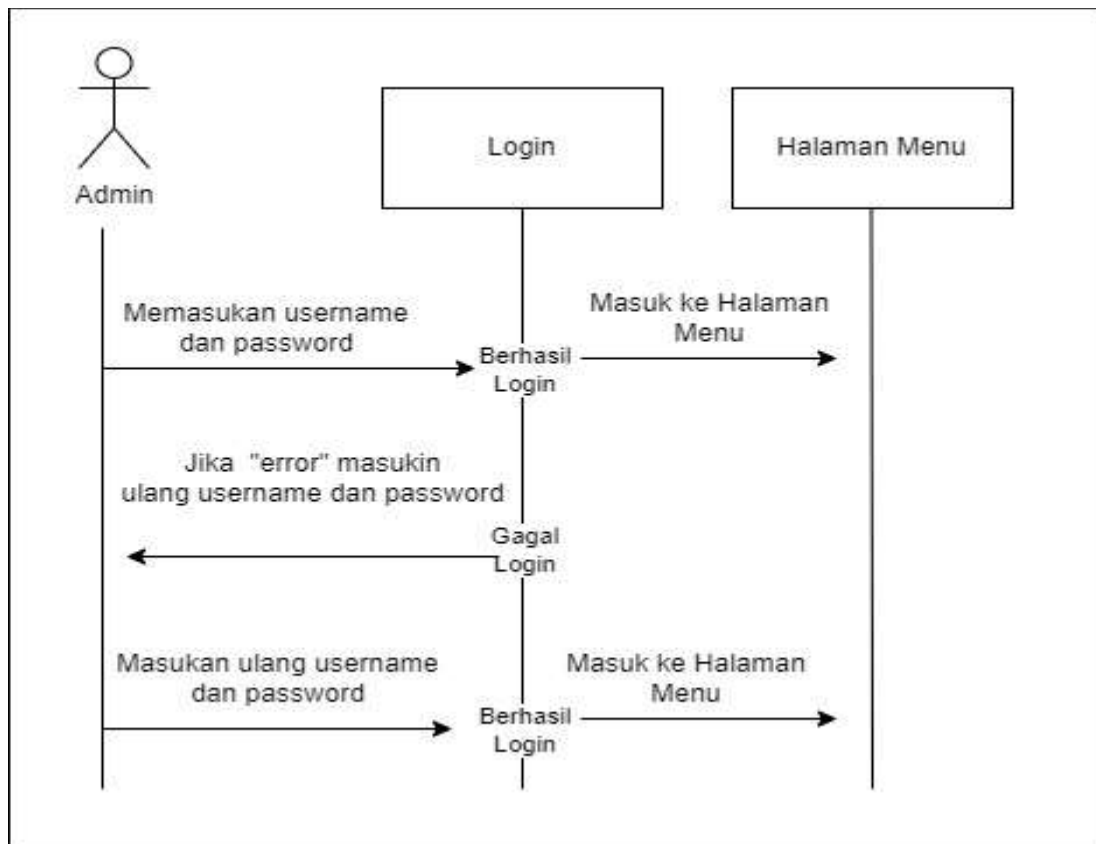 Admin
Login
Halaman Menu
Memasukan username
dan password
Berhasil
Login
Masuk ke Halaman
Menu
Jika "error" masukin
ulang username dan password
Gagal
Login
Masukan ulang username
dan password
Berhasil
Login
Masuk ke Halaman
Menu